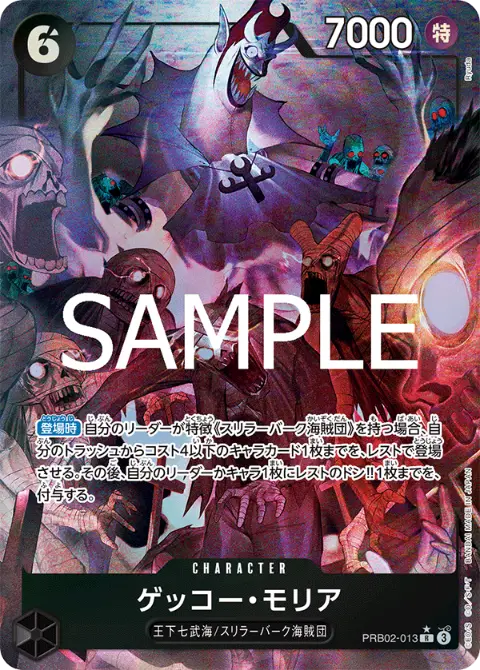 6
7000
特
Ryuda
SAMPLE
登場時 自分のリーダーが特徴《スリラーバーク海賊団》を持つ場合、自
分のトラッシュからコスト4以下のキャラカード1枚までを、レストで登場
させる。その後、自分のリーダーかキャラ1枚にレストのドン!!1枚までを、
付与する。
CHARACTER
ゲッコー・モリア
王下七武海/スリラーバーク海賊団
PRB02-013 ★ R 3
BANDAI MADE IN JAPAN